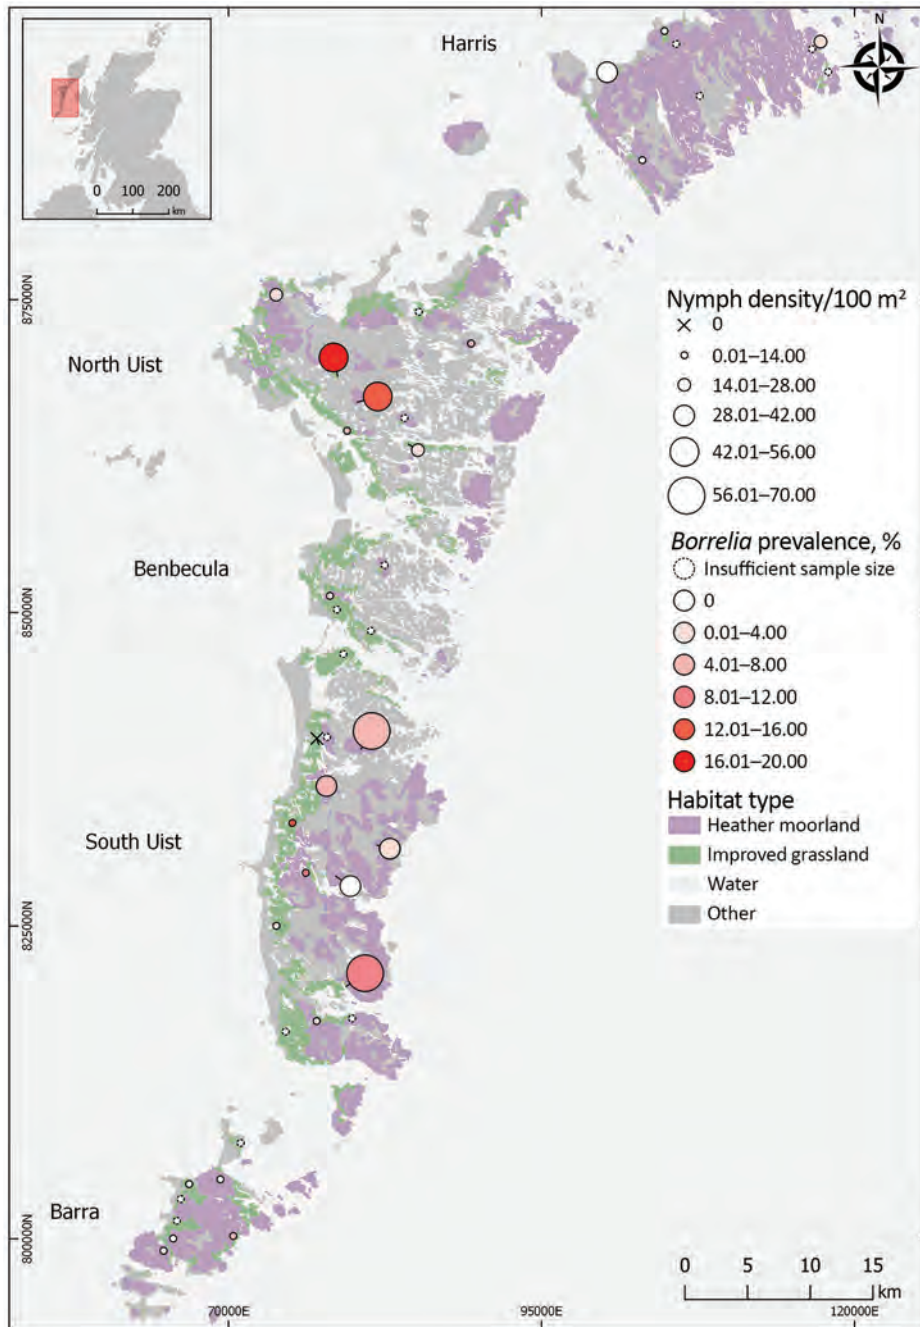 Harris
N
0 100 200
km
875000N
North Uist
Nymph density/100 m²
0
0.01–14.00
14.01–28.00
28.01–42.00
42.01–56.00
56.01–70.00
Benbecula
850000N
Borrelia prevalence, %
Insufficient sample size
0
0.01–4.00
4.01–8.00
8.01–12.00
12.01–16.00
16.01–20.00
South Uist
Habitat type
Heather moorland
Improved grassland
Water
Other
825000N
Barra
800000N
0 5 10 15
km
70000E 95000E 120000E